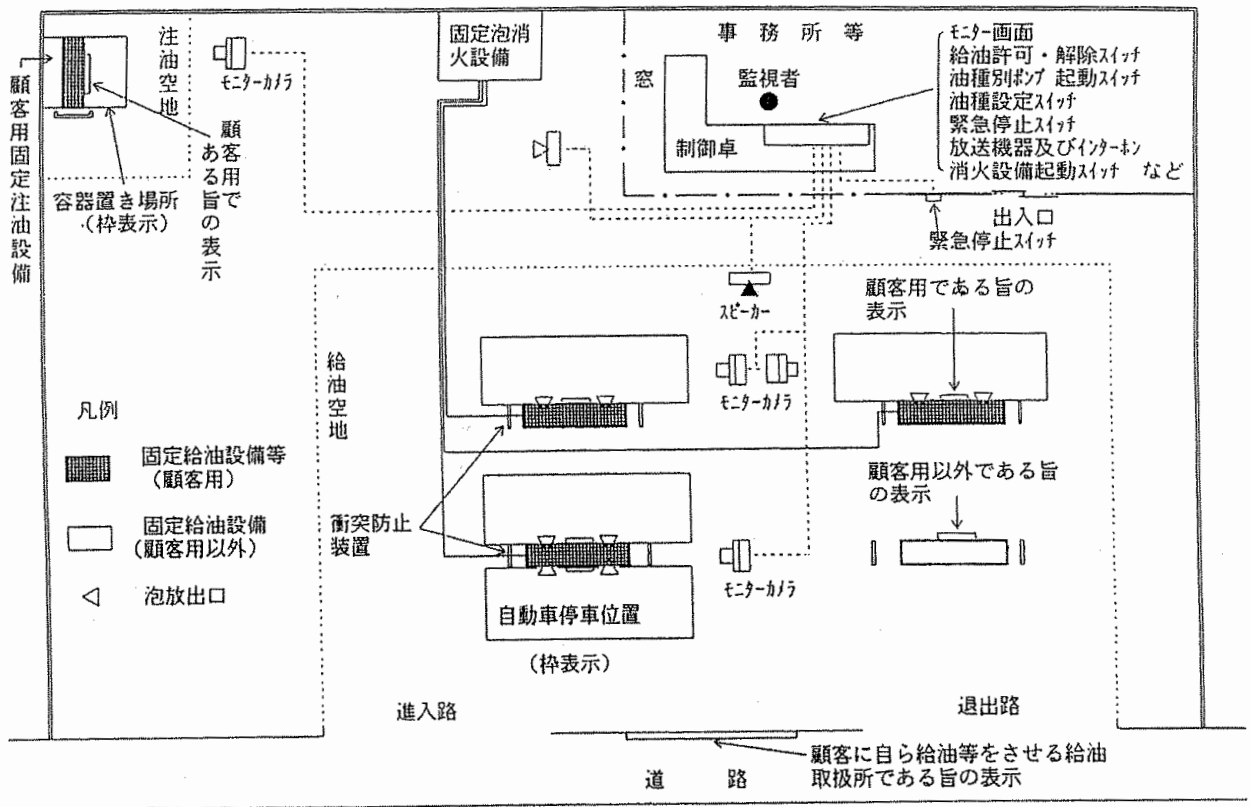 注油空地
モニターカメラ
固定泡消
火設備
事務所等
窓
監視者
制御卓
モニター画面
給油許可・解除スイッチ
油種別ポンプ起動スイッチ
油種設定スイッチ
緊急停止スイッチ
放送機器及びインターホン
消火設備起動スイッチ など
顧客用固定注油設備
顧客用で
ある旨の表示
容器置き場所
(枠表示)
出入口
緊急停止スイッチ
スピーカー
顧客用である旨の
表示
給油空地
モニターカメラ
凡例
固定給油設備等
(顧客用)
固定給油設備
(顧客用以外)
泡放出口
衝突防止
装置
顧客用以外である旨
の表示
モニターカメラ
自動車停車位置
(枠表示)
進入路
退出路
顧客に自ら給油等をさせる給油
取扱所である旨の表示
道路